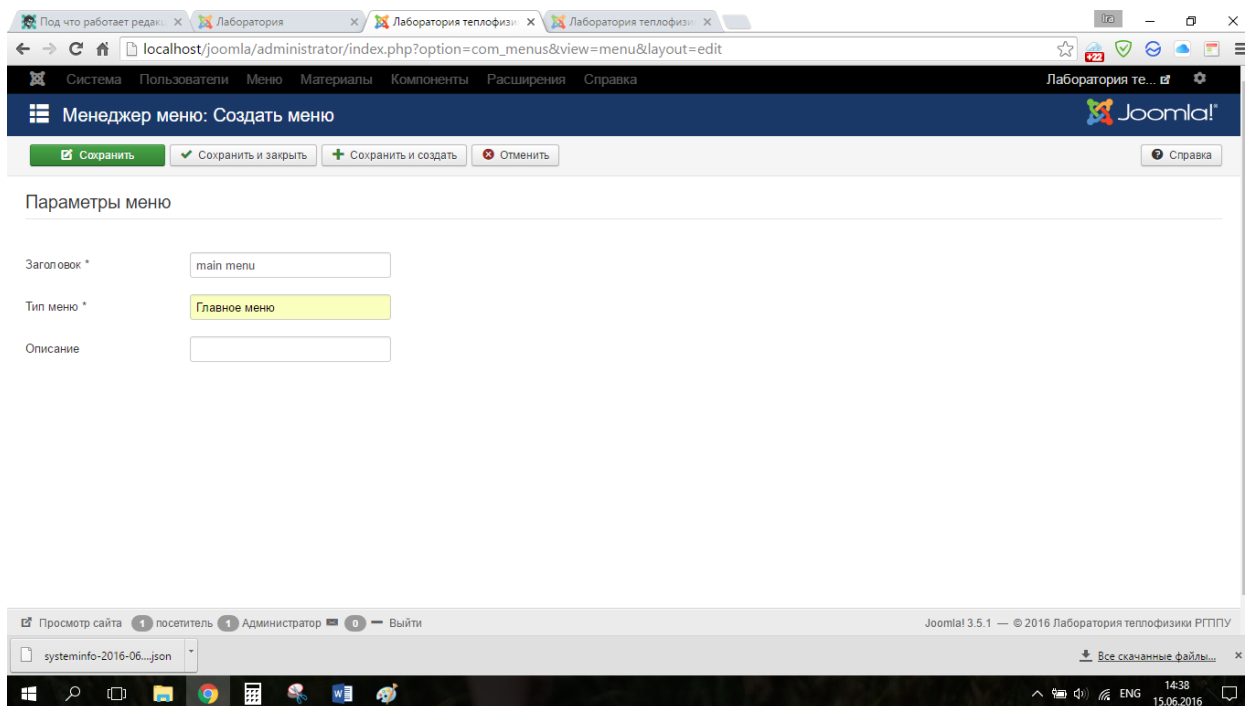 Под что работает редакц
Лаборатория
Лаборатория теплофизи
Лаборатория теплофизи
Ira
localhost/joomla/administrator/index.php?option=com_menus&view=menu&layout=edit
+22
Система Пользователи Меню Материалы Компоненты Расширения Справка
Лаборатория те...
Менеджер меню: Создать меню
Joomla!
Сохранить
Сохранить и закрыть
Сохранить и создать
Отменить
Справка
Параметры меню
Заголовок *
main menu
Тип меню *
Главное меню
Описание
Просмотр сайта 1 посетитель 1 Администратор 0 Выйти
Joomla! 3.5.1 — © 2016 Лаборатория теплофизики РГППУ
systeminfo-2016-06....json
Все скачанные файлы...
ENG
14:38
15.06.2016